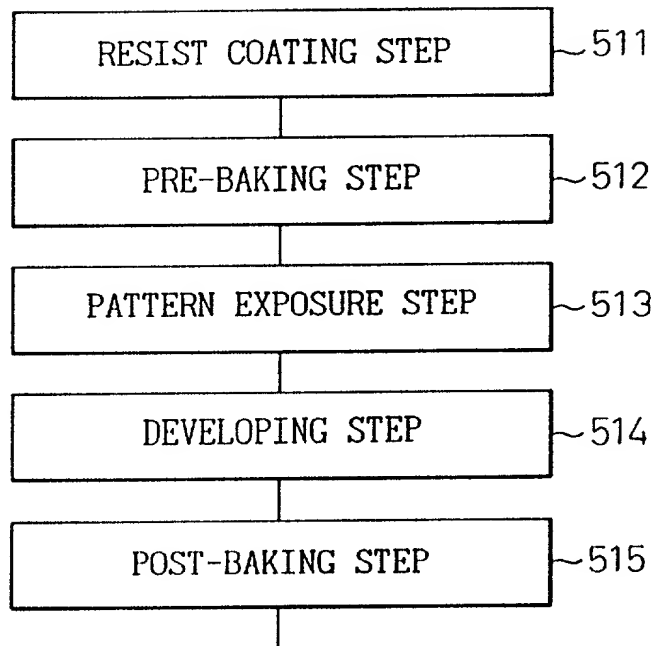 RESIST COATING STEP 511
PRE-BAKING STEP 512
PATTERN EXPOSURE STEP 513
DEVELOPING STEP 514
POST-BAKING STEP 515